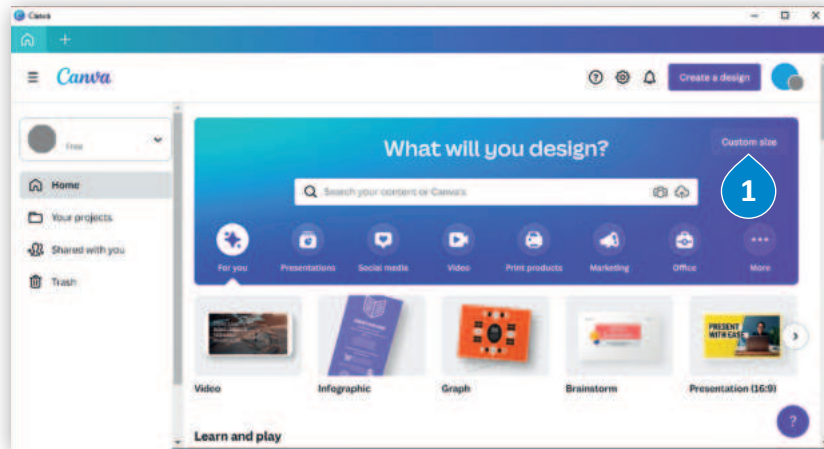 Canva
Canva
Create a design
Free
What will you design?
Custom size
1
Home
Search your content or Canva's
Your projects
Shared with you
Trash
For you
Presentations
Social media
Video
Print products
Marketing
Office
More
PRESENT
WITH EASE
Video
Infographic
Graph
Brainstorm
Presentation (16:9)
?
Learn and play